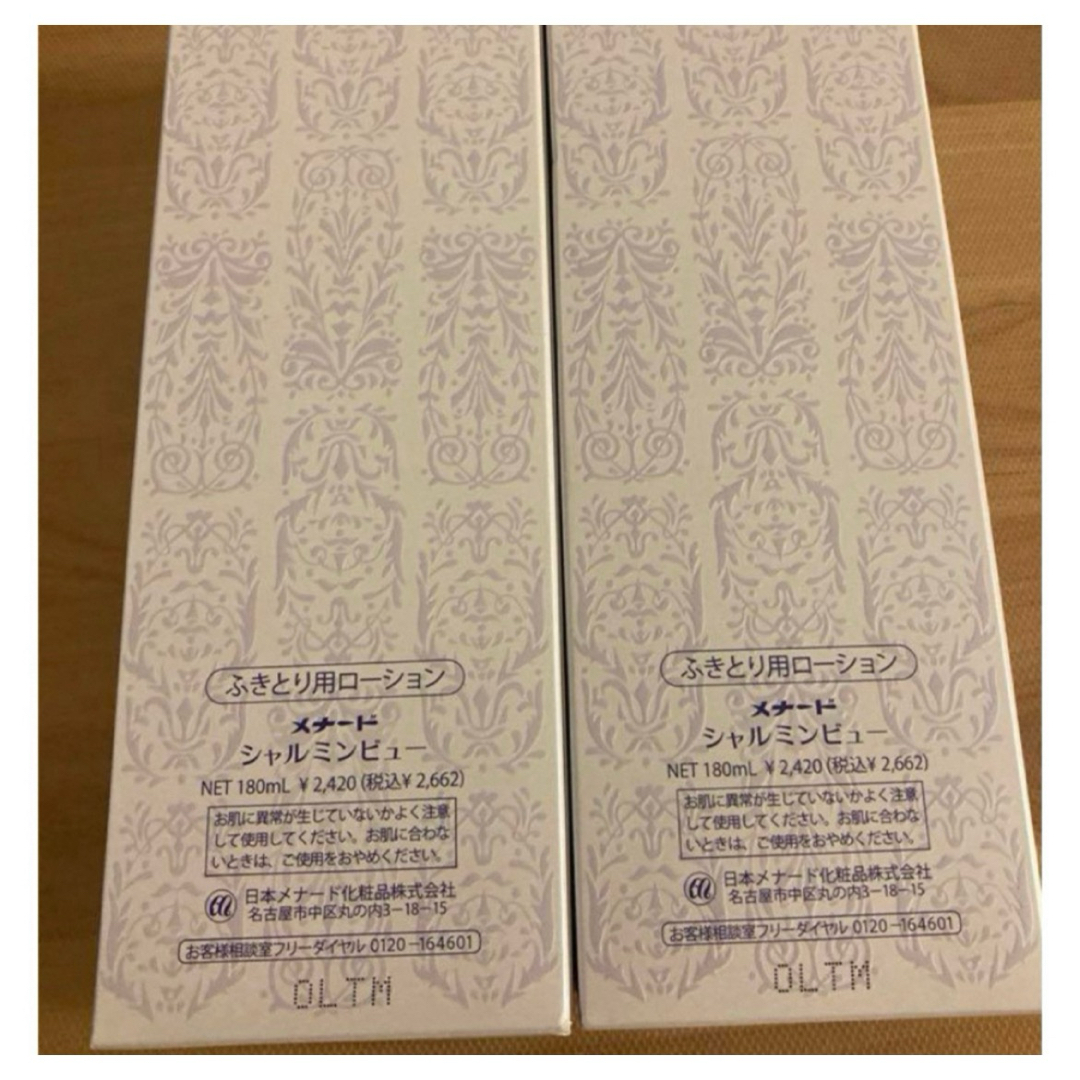 ふきとり用ローション
メナード
シャルミンビュー
NET 180mL ¥2,420(税込¥2,662)
お肌に異常が生じていないかよく注意
して使用してください。お肌に合わな
いときは、ご使用をおやめください。
日本メナード化粧品株式会社
名古屋市中区丸の内3-18-15
お客様相談室フリーダイヤル 0120-164601
OLTM
ふきとり用ローション
メナード
シャルミンビュー
NET 180mL ¥2,420(税込¥2,662)
お肌に異常が生じていないかよく注意
して使用してください。お肌に合わな
いときは、ご使用をおやめください。
日本メナード化粧品株式会社
名古屋市中区丸の内3-18-15
お客様相談室フリーダイヤル 0120-164601
OLTM